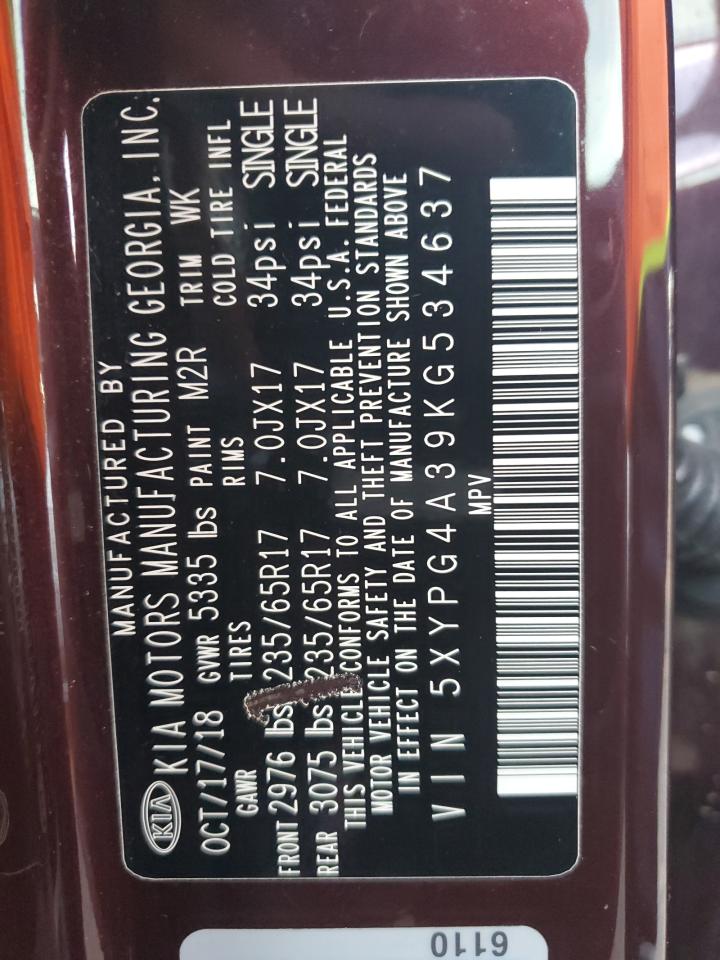 MANUFACTURED BY
KIA KIA MOTORS MANUFACTURING GEORGIA, INC.
OCT/17/18 GVWR 5335 lbs PAINT M2R TRIM WK
GAWR TIRES RIMS COLD TIRE INFL
FRONT 2976 lbs 235/65R17 7.0JX17 34psi SINGLE
REAR 3075 lbs 235/65R17 7.0JX17 34psi SINGLE
THIS VEHICLE CONFORMS TO ALL APPLICABLE U.S.A. FEDERAL
MOTOR VEHICLE SAFETY AND THEFT PREVENTION STANDARDS
IN EFFECT ON THE DATE OF MANUFACTURE SHOWN ABOVE
VIN 5XYPG4A39KG534637
MPV
6110